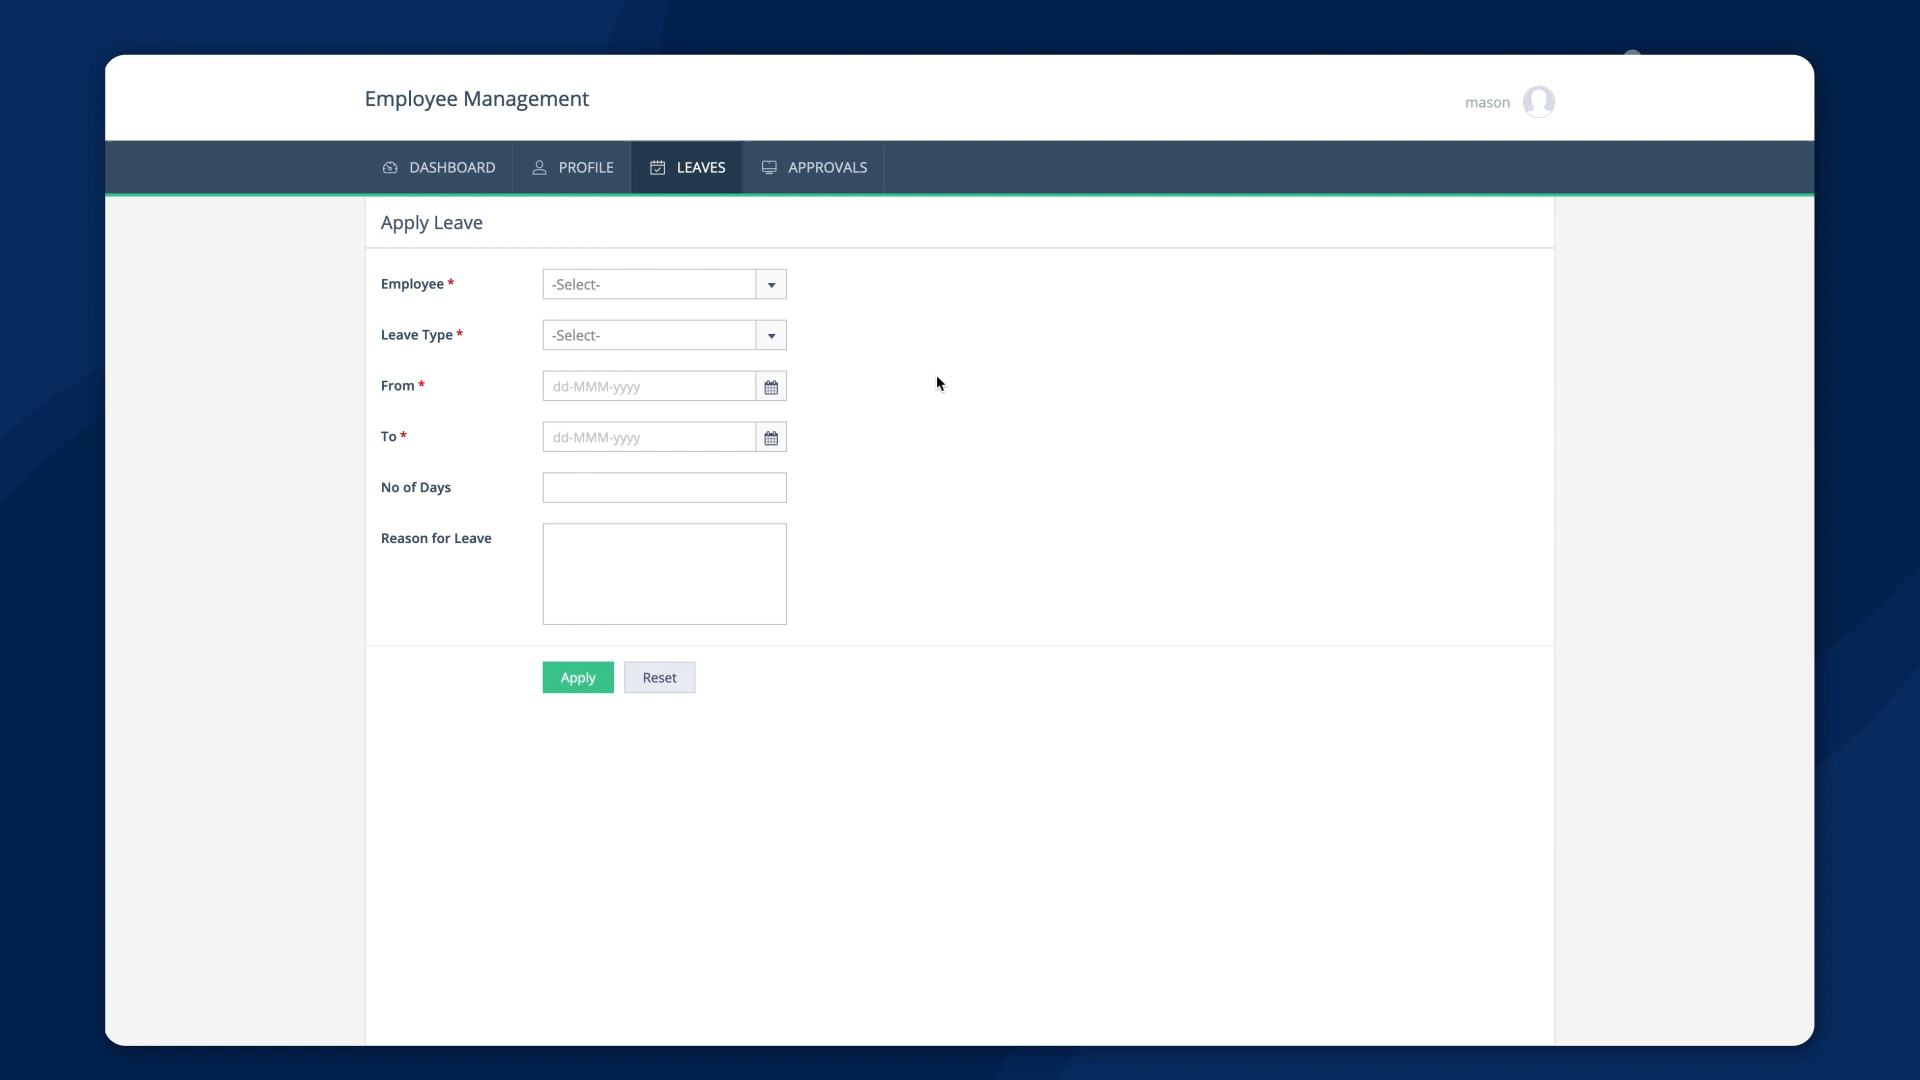 Employee Management
mason
DASHBOARD PROFILE LEAVES APPROVALS
Apply Leave
Employee * -Select-
Leave Type * -Select-
From * dd-MMM-yyyy
To * dd-MMM-yyyy
No of Days
Reason for Leave
Apply Reset